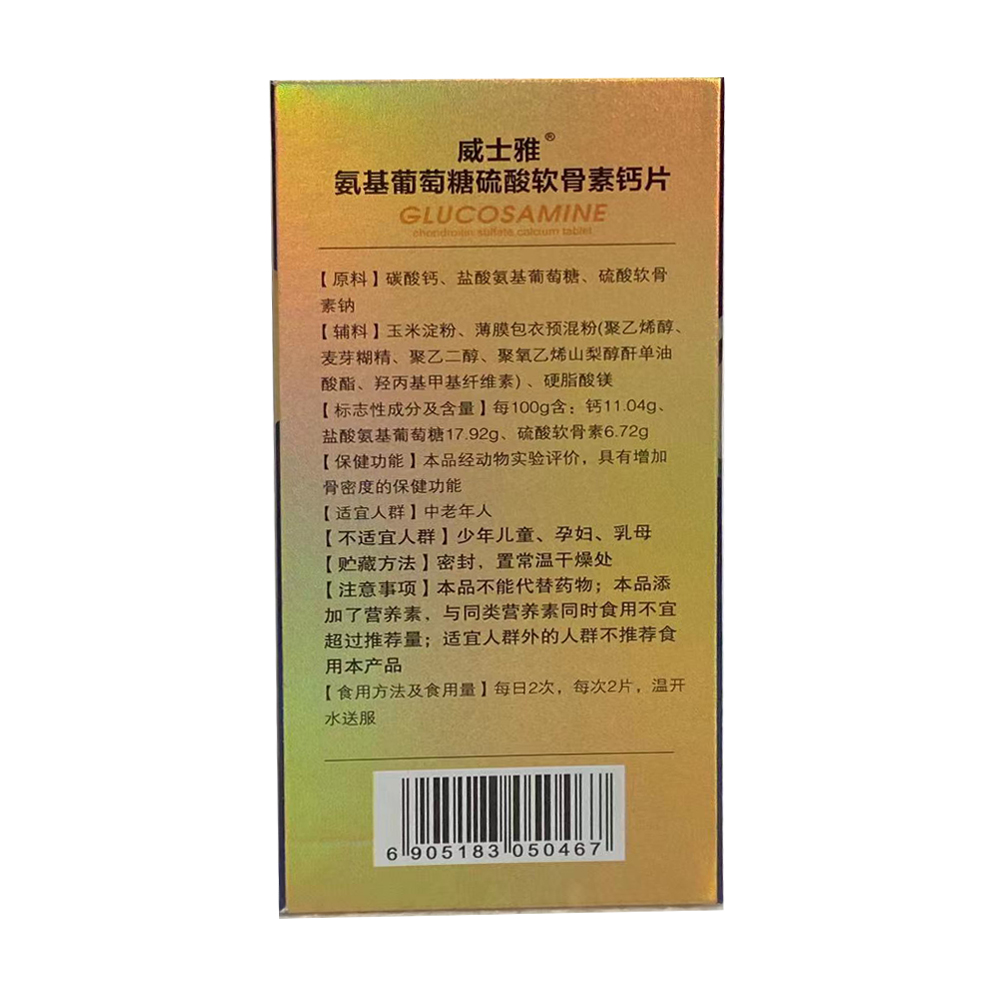 威士雅®
氨基葡萄糖硫酸软骨素钙片
GLUCOSAMINE
chondroitin sulfate calcium tablet
【原料】碳酸钙、盐酸氨基葡萄糖、硫酸软骨
素钠
【辅料】玉米淀粉、薄膜包衣预混粉(聚乙烯醇、
麦芽糊精、聚乙二醇、聚氧乙烯山梨醇酐单油
酸酯、羟丙基甲基纤维素)、硬脂酸镁
【标志性成分及含量】每100g含：钙11.04g、
盐酸氨基葡萄糖17.92g、硫酸软骨素6.72g
【保健功能】本品经动物实验评价，具有增加
骨密度的保健功能
【适宜人群】中老年人
【不适宜人群】少年儿童、孕妇、乳母
【贮藏方法】密封，置常温干燥处
【注意事项】本品不能代替药物；本品添
加了营养素，与同类营养素同时食用不宜
超过推荐量；适宜人群外的人群不推荐食
用本产品
【食用方法及食用量】每日2次，每次2片，温开
水送服
6 905183 050467